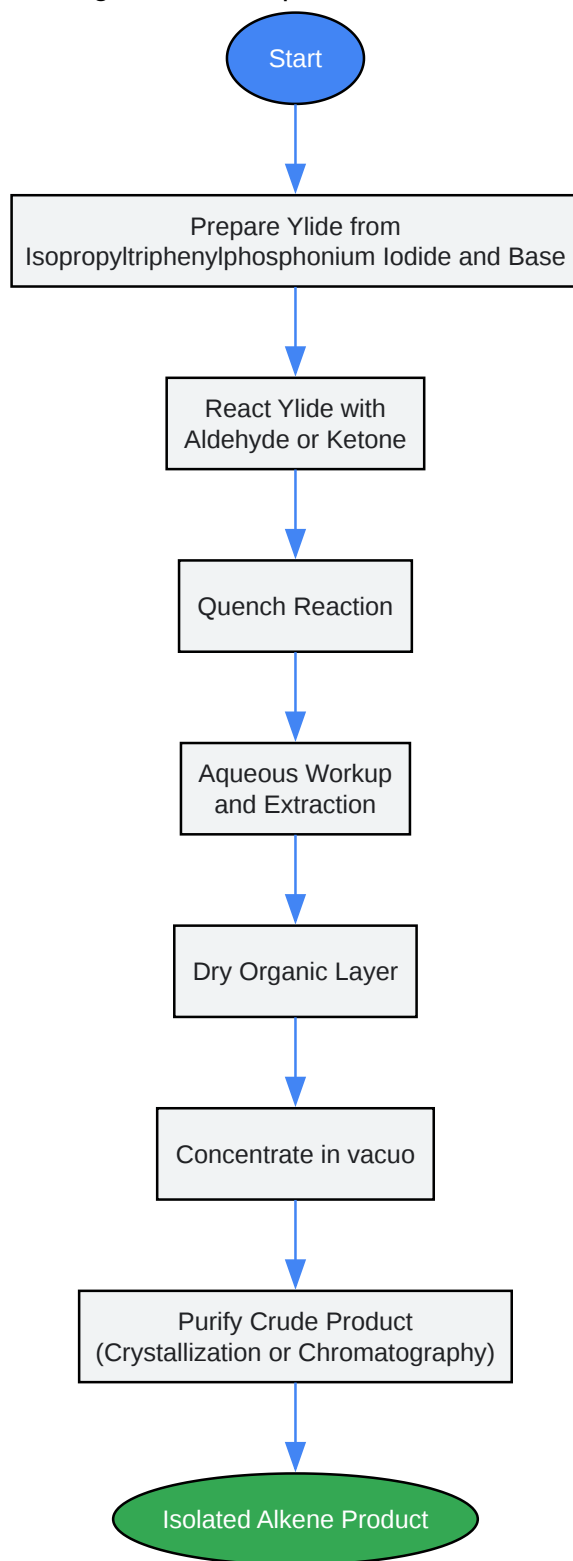 Start
Prepare Ylide from
Isopropyltriphenylphosphonium Iodide and Base
React Ylide with
Aldehyde or Ketone
Quench Reaction
Aqueous Workup
and Extraction
Dry Organic Layer
Concentrate in vacuo
Purify Crude Product
(Crystallization or Chromatography)
Isolated Alkene Product